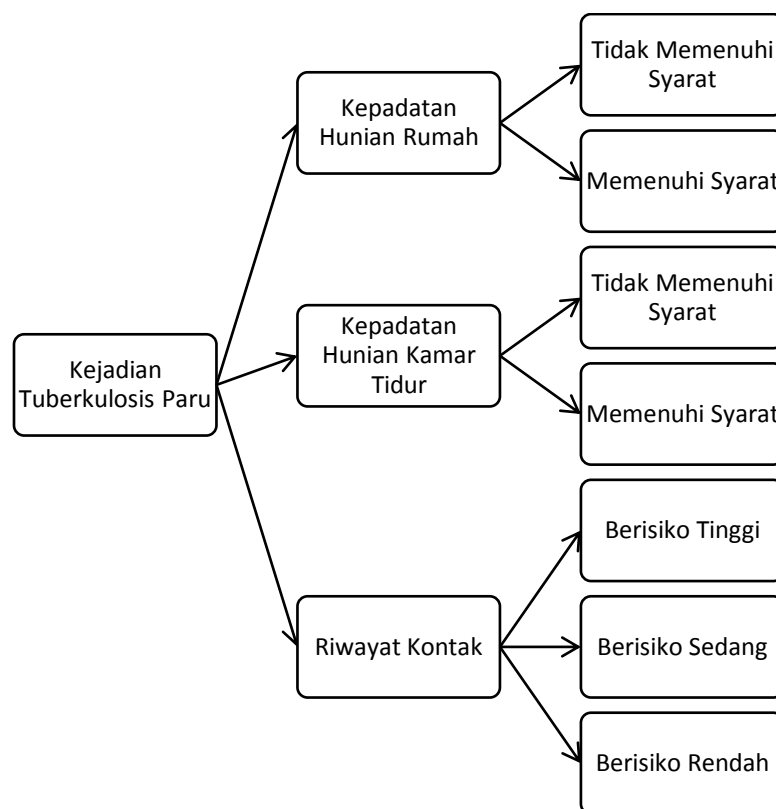 Kejadian
Tuberkulosis Paru
Kepadatan
Hunian Rumah
Tidak Memenuhi
Syarat
Memenuhi Syarat
Kepadatan
Hunian Kamar
Tidur
Tidak Memenuhi
Syarat
Memenuhi Syarat
Riwayat Kontak
Berisiko Tinggi
Berisiko Sedang
Berisiko Rendah